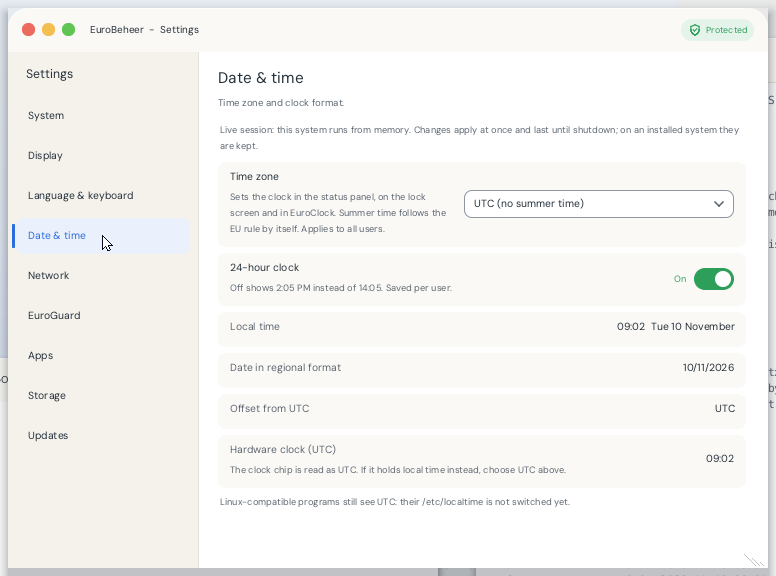 EuroBeheer - Settings
Protected
Settings
System
Display
Language & keyboard
Date & time
Network
EuroGuard
Apps
Storage
Updates
Date & time
Time zone and clock format.
Live session: this system runs from memory. Changes apply at once and last until shutdown; on an installed system they
are kept.
Time zone
Sets the clock in the status panel, on the lock
screen and in EuroClock. Summer time follows the
EU rule by itself. Applies to all users.
UTC (no summer time)
24-hour clock
Off shows 2:05 PM instead of 14:05. Saved per user.
On
Local time
09:02 Tue 10 November
Date in regional format
10/11/2026
Offset from UTC
UTC
Hardware clock (UTC)
The clock chip is read as UTC. If it holds local time instead, choose UTC above.
09:02
Linux-compatible programs still see UTC: their /etc/localtime is not switched yet.